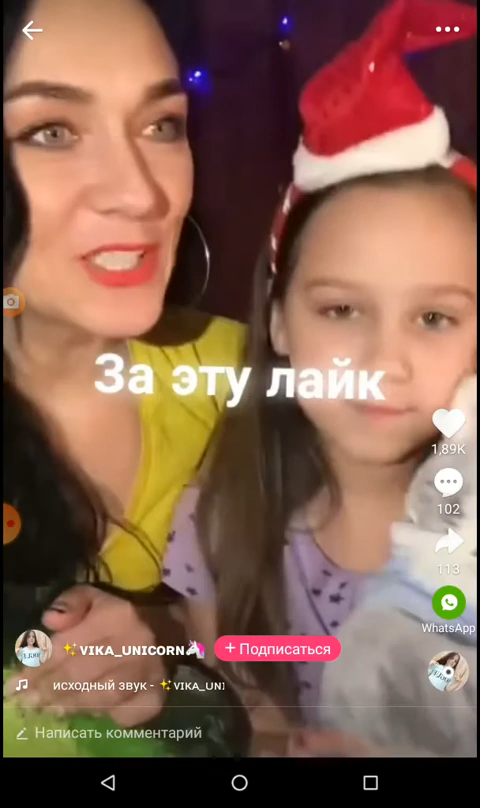 За эту лайк
1,89K
102
113
WhatsApp
✨VIKA_UNICORN🦄
+ Подписаться
исходный звук - ✨VIKA_UNI
Написать комментарий